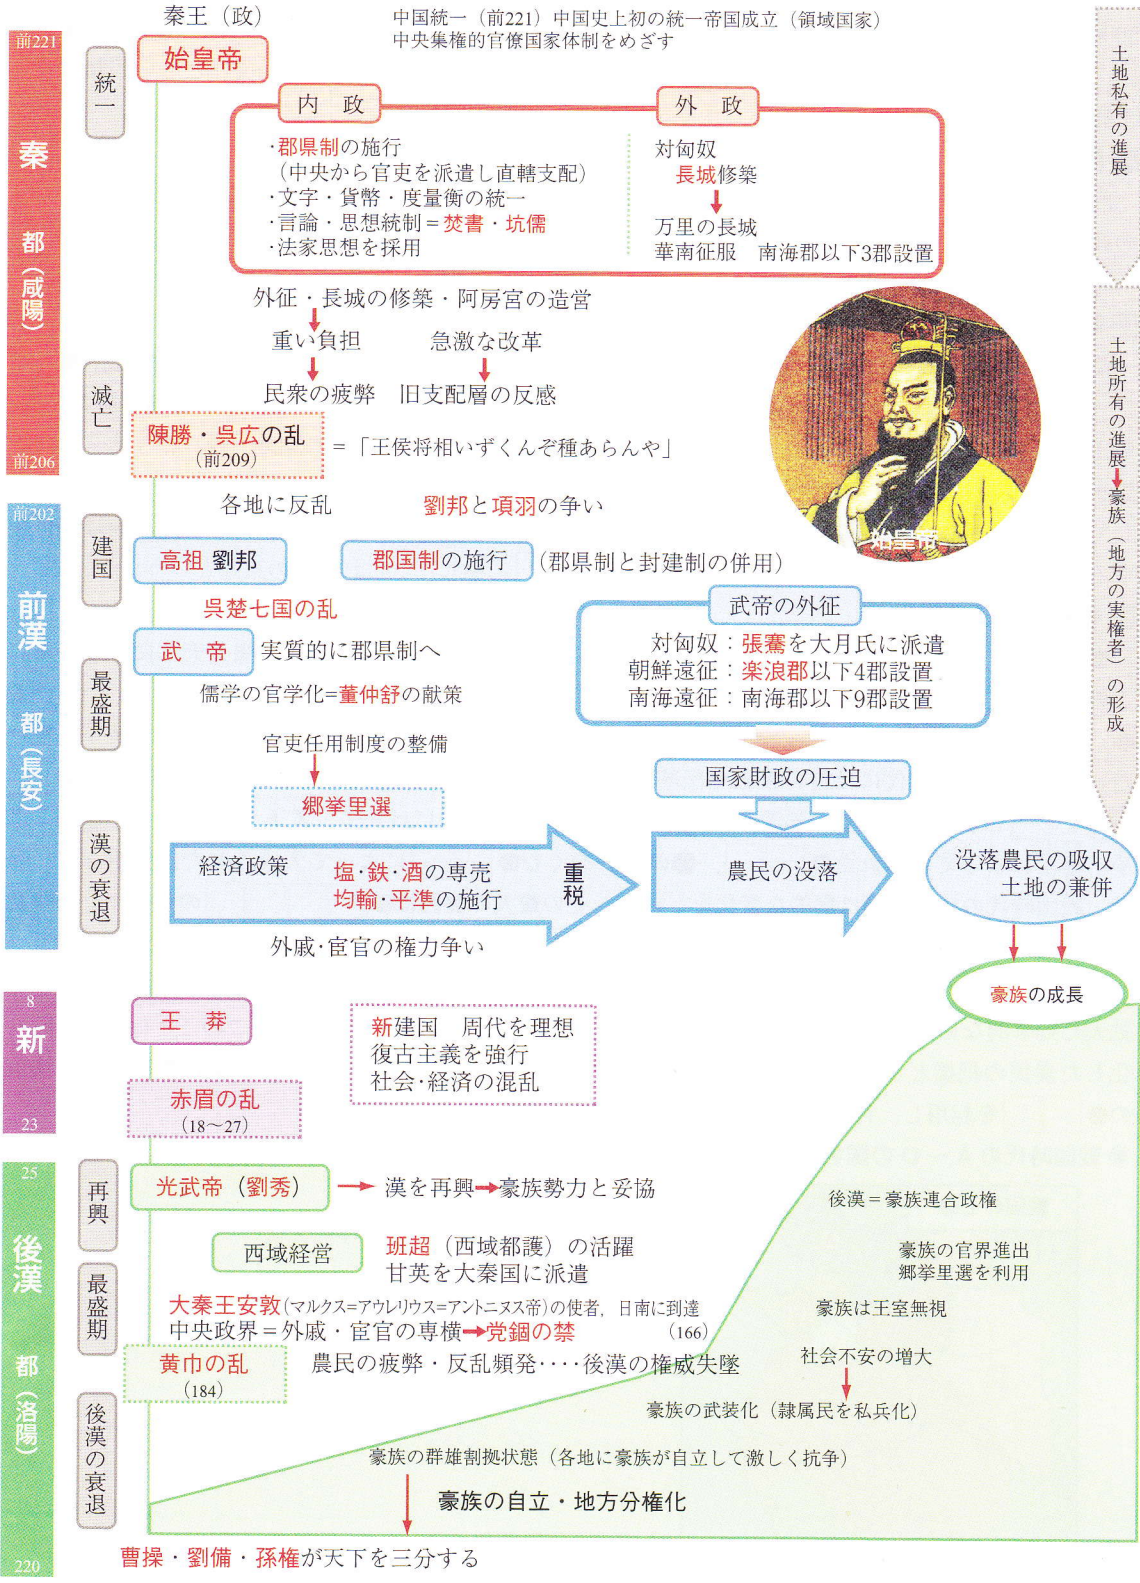 秦王（政）
中国統一（前221）中国史上初の統一帝国成立（領域国家）
中央集権的官僚国家体制をめざす
前221
秦
都（咸陽）
前206
統一
始皇帝
内政
・郡県制の施行
（中央から官吏を派遣し直轄支配）
・文字・貨幣・度量衡の統一
・言論・思想統制＝焚書・坑儒
・法家思想を採用
外政
対匈奴
長城修築
万里の長城
華南征服　南海郡以下3郡設置
土地私有の進展
外征・長城の修築・阿房宮の造営
重い負担
急激な改革
民衆の疲弊
旧支配層の反感
滅亡
陳勝・呉広の乱
（前209）
＝「王侯将相いずくんぞ種あらんや」
各地に反乱
劉邦と項羽の争い
始皇帝
土地所有の進展→豪族（地方の実権者）の形成
前202
前漢
都（長安）
建国
高祖 劉邦
郡国制の施行（郡県制と封建制の併用）
呉楚七国の乱
武帝
実質的に郡県制へ
最盛期
儒学の官学化=董仲舒の献策
官吏任用制度の整備
郷挙里選
武帝の外征
対匈奴：張騫を大月氏に派遣
朝鮮遠征：楽浪郡以下4郡設置
南海遠征：南海郡以下9郡設置
国家財政の圧迫
漢の衰退
経済政策
塩・鉄・酒の専売
均輸・平準の施行
重税
農民の没落
没落農民の吸収
土地の兼併
外戚・宦官の権力争い
豪族の成長
8
新
23
王莽
新建国　周代を理想
復古主義を強行
社会・経済の混乱
赤眉の乱
（18〜27）
25
後漢
都（洛陽）
220
再興
光武帝（劉秀）
漢を再興→豪族勢力と妥協
西域経営
班超（西域都護）の活躍
甘英を大秦国に派遣
最盛期
大秦王安敦（マルクス=アウレリウス=アントニヌス帝）の使者，日南に到達
（166）
中央政界＝外戚・宦官の専横→党錮の禁
黄巾の乱
（184）
農民の疲弊・反乱頻発‥‥後漢の権威失墜
後漢＝豪族連合政権
豪族の官界進出
郷挙里選を利用
豪族は王室無視
社会不安の増大
豪族の武装化（隷属民を私兵化）
後漢の衰退
豪族の群雄割拠状態（各地に豪族が自立して激しく抗争）
豪族の自立・地方分権化
曹操・劉備・孫権が天下を三分する